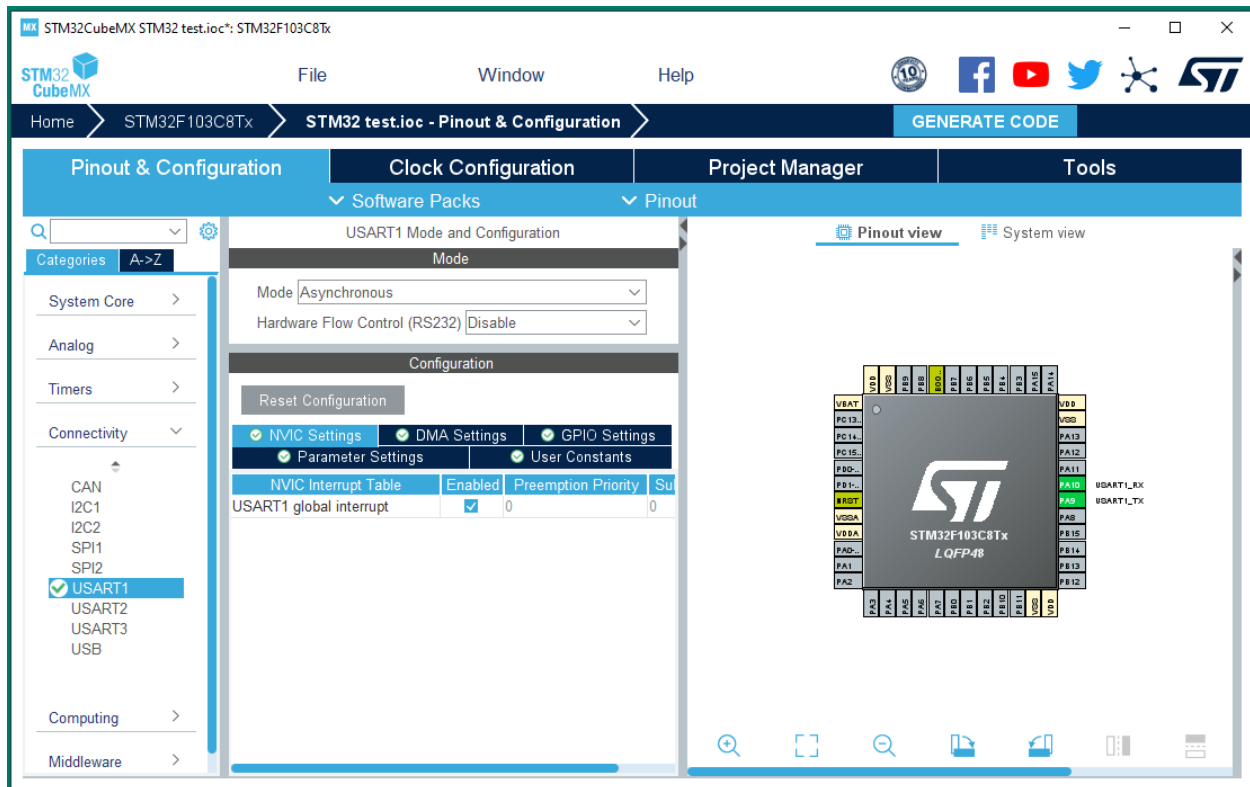 MX STM32CubeMX STM32 test.ioc*: STM32F103C8Tx
STM32
CubeMX
File Window Help
10
Home STM32F103C8Tx STM32 test.ioc - Pinout & Configuration GENERATE CODE
Pinout & Configuration Clock Configuration Project Manager Tools
Software Packs Pinout
Categories A->Z
System Core
Analog
Timers
Connectivity
CAN
I2C1
I2C2
SPI1
SPI2
USART1
USART2
USART3
USB
Computing
Middleware
USART1 Mode and Configuration
Mode
Mode Asynchronous
Hardware Flow Control (RS232) Disable
Configuration
Reset Configuration
NVIC Settings DMA Settings GPIO Settings
Parameter Settings User Constants
NVIC Interrupt Table Enabled Preemption Priority Sul
USART1 global interrupt 0 0
Pinout view System view
VDD VSS PB9 PB8 BOO.. PB7 PB6 PB5 PB4 PB3 PA15 PA14
VBAT VDD
PC13.. VSS
PC14.. PA13
PC15.. PA12
PD0-.. PA11
PD1-.. PA10 USART1_RX
NRST PA9 USART1_TX
VSSA PA8
VDDA STM32F103C8Tx PB15
PA0-.. LQFP48 PB14
PA1 PB13
PA2 PB12
PA3 PA4 PA5 PA6 PA7 PB0 PB1 PB2 PB10 PB11 VSS VDD